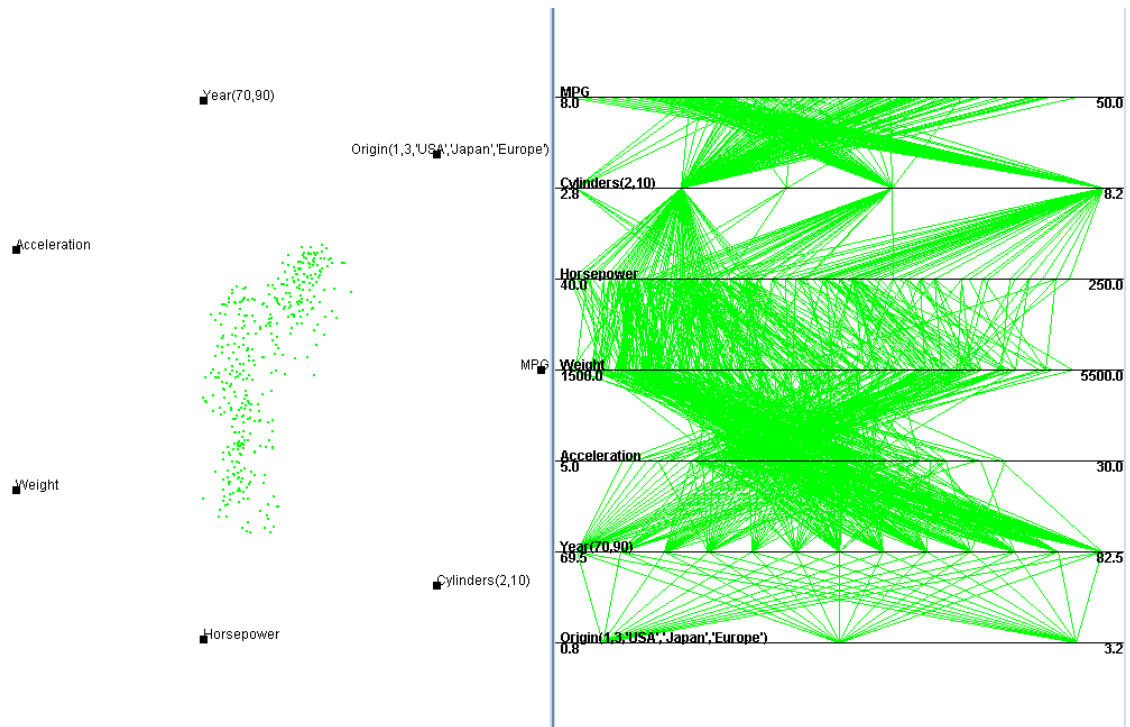 Year(70,90)
Origin(1,3,'USA','Japan','Europe')
Acceleration
MPG
Weight
Cylinders(2,10)
Horsepower
MPG
8.0 50.0
Cylinders(2,10)
2.8 8.2
Horsepower
40.0 250.0
Weight
1500.0 5500.0
Acceleration
5.0 30.0
Year(70,90)
69.5 82.5
Origin(1,3,'USA','Japan','Europe')
0.8 3.2